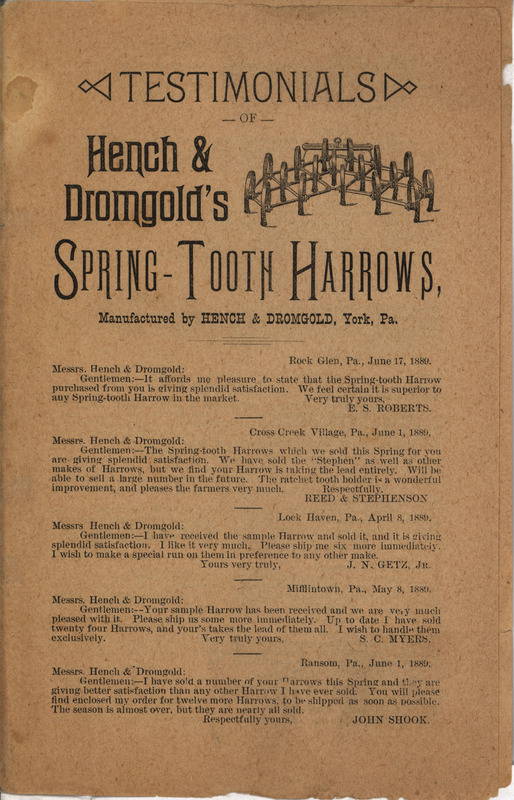 TESTIMONIALS
— OF —
Hench &
Dromgold's
SPRING-TOOTH HARROWS,
Manufactured by HENCH & DROMGOLD, York, Pa.
Rock Glen, Pa., June 17, 1889.
Messrs. Hench & Dromgold:
Gentlemen:—It affords me pleasure to state that the Spring-tooth Harrow
purchased from you is giving splendid satisfaction. We feel certain it is superior to
any Spring-tooth Harrow in the market. Very truly yours,
E. S. ROBERTS.
Cross Creek Village, Pa., June 1, 1889.
Messrs. Hench & Dromgold:
Gentlemen:—The Spring-tooth Harrows which we sold this Spring for you
are giving splendid satisfaction. We have sold the "Stephen" as well as other
makes of Harrows, but we find your Harrow is taking the lead entirely. Will be
able to sell a large number in the future. The ratchet tooth holder is a wonderful
improvement, and pleases the farmers very much. Respectfully,
REED & STEPHENSON
Lock Haven, Pa., April 8, 1889.
Messrs Hench & Dromgold:
Gentlemen:—I have received the sample Harrow and sold it, and it is giving
splendid satisfaction. I like it very much. Please ship me six more immediately.
I wish to make a special run on them in preference to any other make.
Yours very truly, J. N. GETZ, Jr.
Mifflintown, Pa., May 8, 1889.
Messrs. Hench & Dromgold:
Gentlemen:--Your sample Harrow has been received and we are very much
pleased with it. Please ship us some more immediately. Up to date I have sold
twenty four Harrows, and your's takes the lead of them all. I wish to handle them
exclusively. Very truly yours, S. C. MYERS.
Ransom, Pa., June 1, 1889.
Messrs. Hench & Dromgold:
Gentlemen:—I have sold a number of your Harrows this Spring and they are
giving better satisfaction than any other Harrow I have ever sold. You will please
find enclosed my order for twelve more Harrows, to be shipped as soon as possible.
The season is almost over, but they are nearly all sold.
Respectfully yours, JOHN SHOOK.